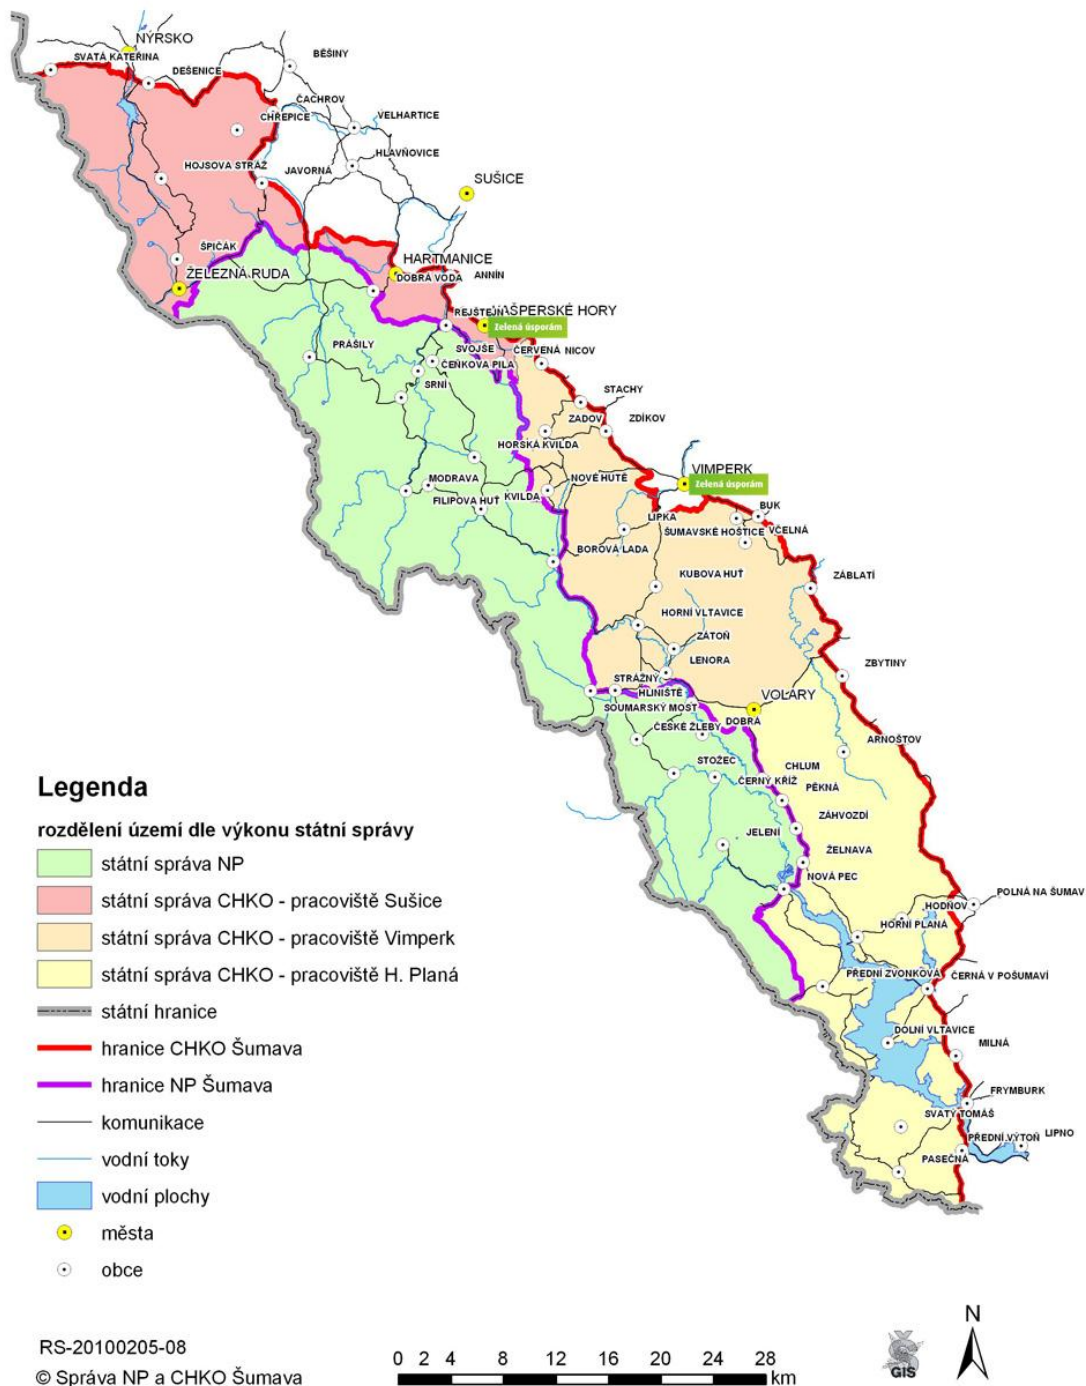 NÝRSKO
SVATÁ KATEŘINA
DEŠENICE
BĚŠINY
ČACHROV
CHŘEPICE
VELHARTICE
HLAVŇOVICE
HOJSOVA STRÁŽ
JAVORNÁ
SUŠICE
ŠPIČÁK
ŽELEZNÁ RUDA
HARTMANICE
DOBRÁ VODA
ANNÍN
REJŠTEJN
KAŠPERSKÉ HORY
Zelená úsporám
PRÁŠILY
SVOJŠE
ČERVENÁ
NICOV
ČEŇKOVA PILA
SRNÍ
STACHY
ZADOV
ZDÍKOV
HORSKÁ KVILDA
VIMPERK
Zelená úsporám
MODRAVA
NOVÉ HUTĚ
FILIPOVA HUŤ
KVILDA
BUK
LIPKA
VČELNÁ
ŠUMAVSKÉ HOŠTICE
BOROVÁ LADA
KUBOVA HUŤ
ZÁBLATÍ
HORNÍ VLTAVICE
ZÁTOŇ
LENORA
ZBYTINY
STRÁŽNÝ
HLINIŠTĚ
VOLARY
SOUMARSKÝ MOST
DOBRÁ
ČESKÉ ŽLEBY
ARNOŠTOV
STOŽEC
CHLUM
ČERNÝ KŘÍŽ
PĚKNÁ
ZÁHVOZDÍ
JELENÍ
ŽELNAVA
NOVÁ PEC
POLNÁ NA ŠUMAV
HODŇOV
HORNÍ PLANÁ
PŘEDNÍ ZVONKOVÁ
ČERNÁ V POŠUMAVÍ
DOLNÍ VLTAVICE
MILNÁ
FRYMBURK
SVATÝ TOMÁŠ
PŘEDNÍ VÝTOŇ
LIPNO
PASEČNÁ
Legenda
rozdělení území dle výkonu státní správy
státní správa NP
státní správa CHKO - pracoviště Sušice
státní správa CHKO - pracoviště Vimperk
státní správa CHKO - pracoviště H. Planá
státní hranice
hranice CHKO Šumava
hranice NP Šumava
komunikace
vodní toky
vodní plochy
města
obce
RS-20100205-08
© Správa NP a CHKO Šumava
0 2 4 8 12 16 20 24 28
km
Š
GIS
N